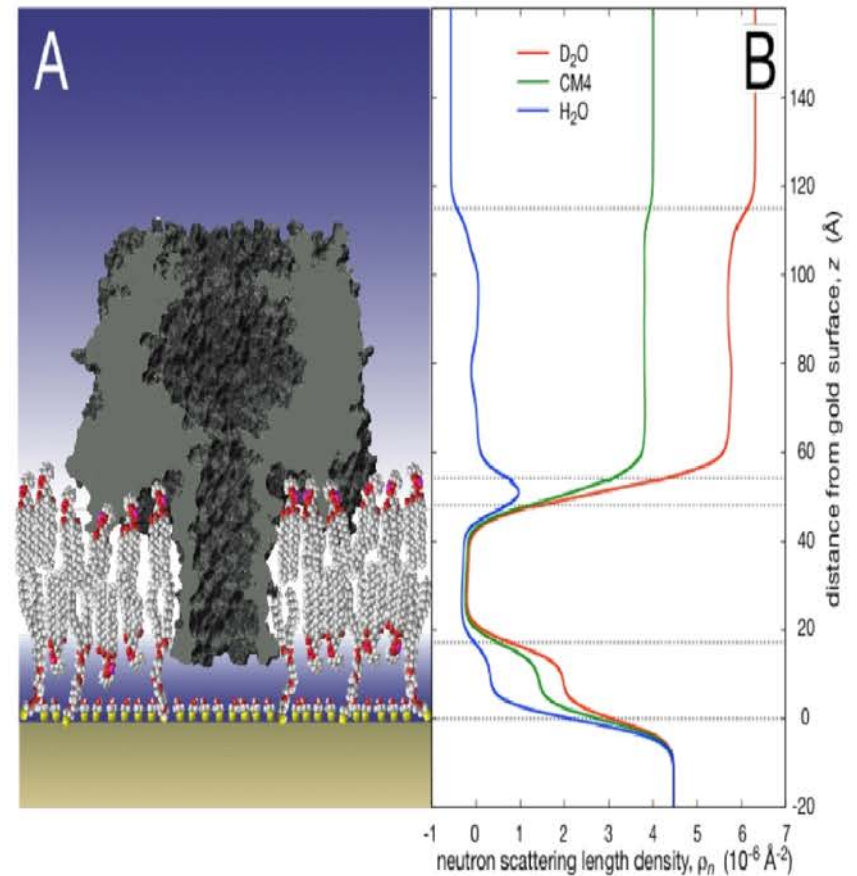 A
B
D₂O
CM4
H₂O
140
120
100
80
60
40
20
0
-20
distance from gold surface, z (Å)
-1 0 1 2 3 4 5 6 7
neutron scattering length density, ρₙ (10⁻⁶ Å⁻²)